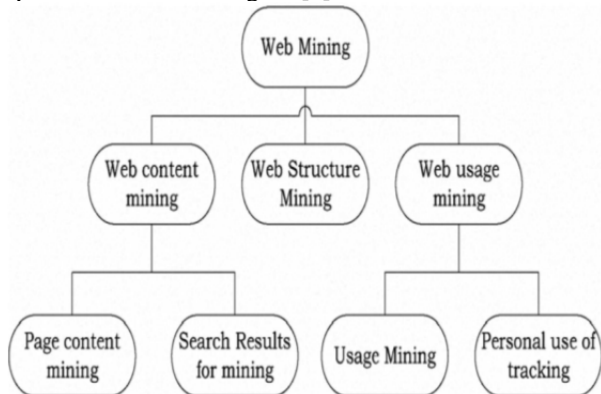 Web Mining
Web content
mining
Web Structure
Mining
Web usage
mining
Page content
mining
Search Results
for mining
Usage Mining
Personal use of
tracking